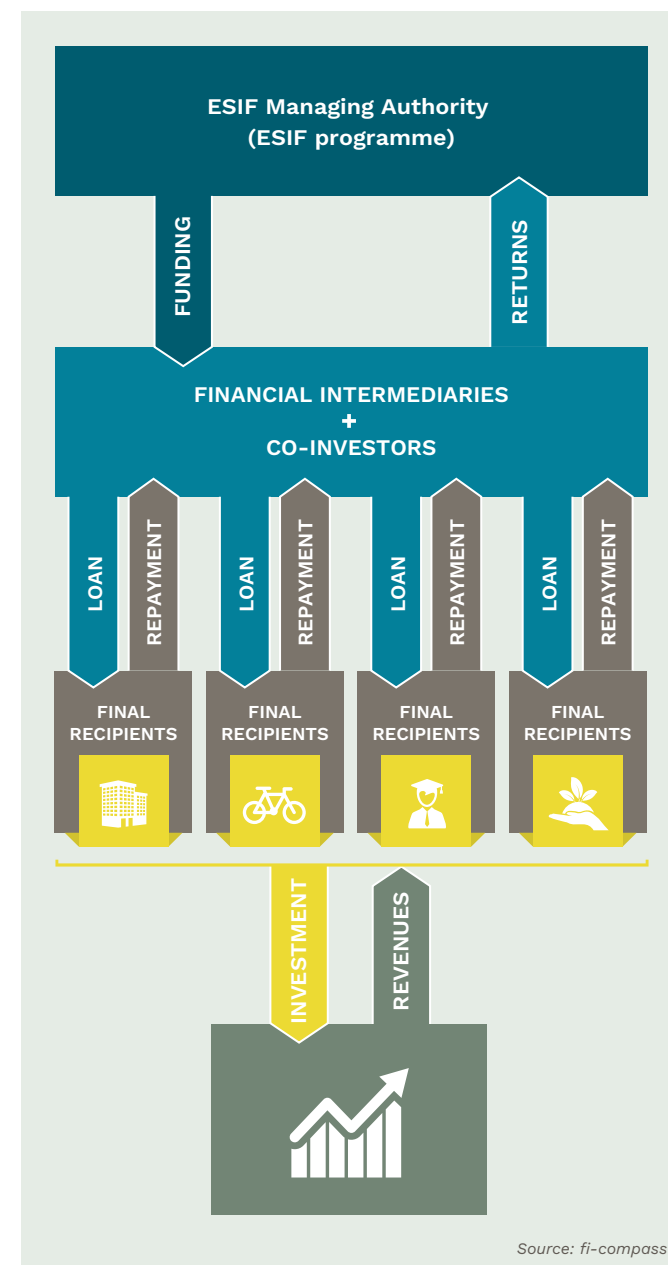 ESIF Managing Authority
(ESIF programme)
FUNDING
RETURNS
FINANCIAL INTERMEDIARIES
+
CO-INVESTORS
LOAN
REPAYMENT
LOAN
REPAYMENT
LOAN
REPAYMENT
LOAN
REPAYMENT
FINAL
RECIPIENTS
FINAL
RECIPIENTS
FINAL
RECIPIENTS
FINAL
RECIPIENTS
INVESTMENT
REVENUES
Source: fi-compass